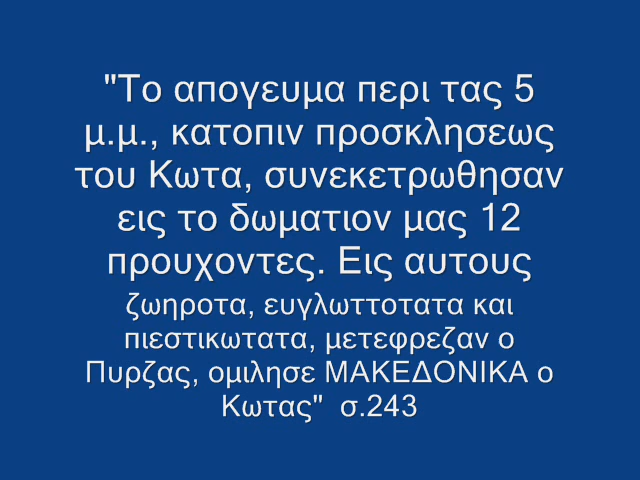 "Το απογευμα περι τας 5
μ.μ., κατοπιν προσκλησεως
του Κωτα, συνεκετρωθησαν
εις το δωματιον μας 12
προυχοντες. Εις αυτους
ζωηροτα, ευγλωττοτατα και
πιεστικωτατα, μετεφρεζαν ο
Πυρζας, ομιλησε ΜΑΚΕΔΟΝΙΚΑ ο
Κωτας"  σ.243